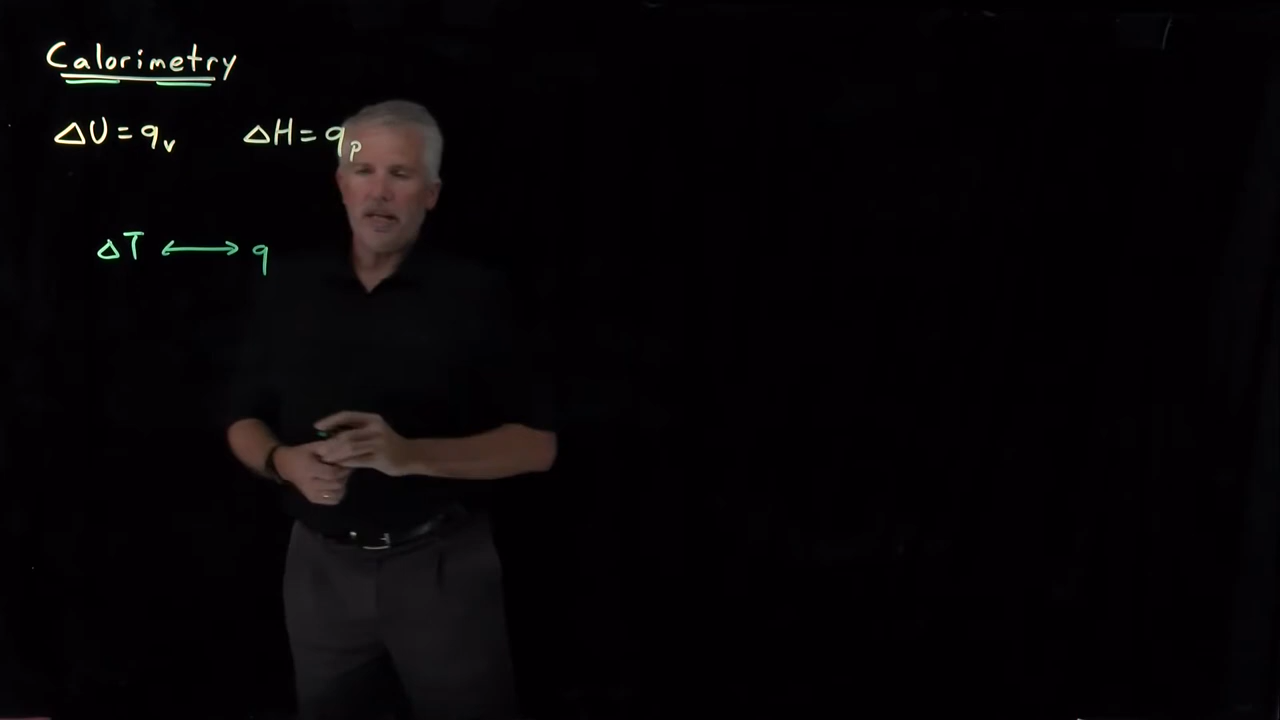 Calorimetry
ΔU = q_v    ΔH = q_p
ΔT ⟷ q